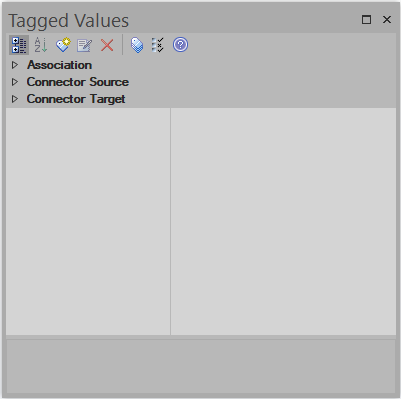 Tagged Values
Association
Connector Source
Connector Target